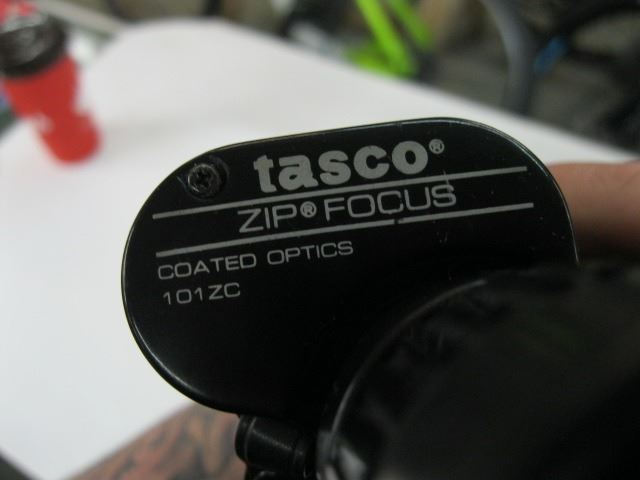 tasco®
ZIP® FOCUS
COATED OPTICS
101ZC